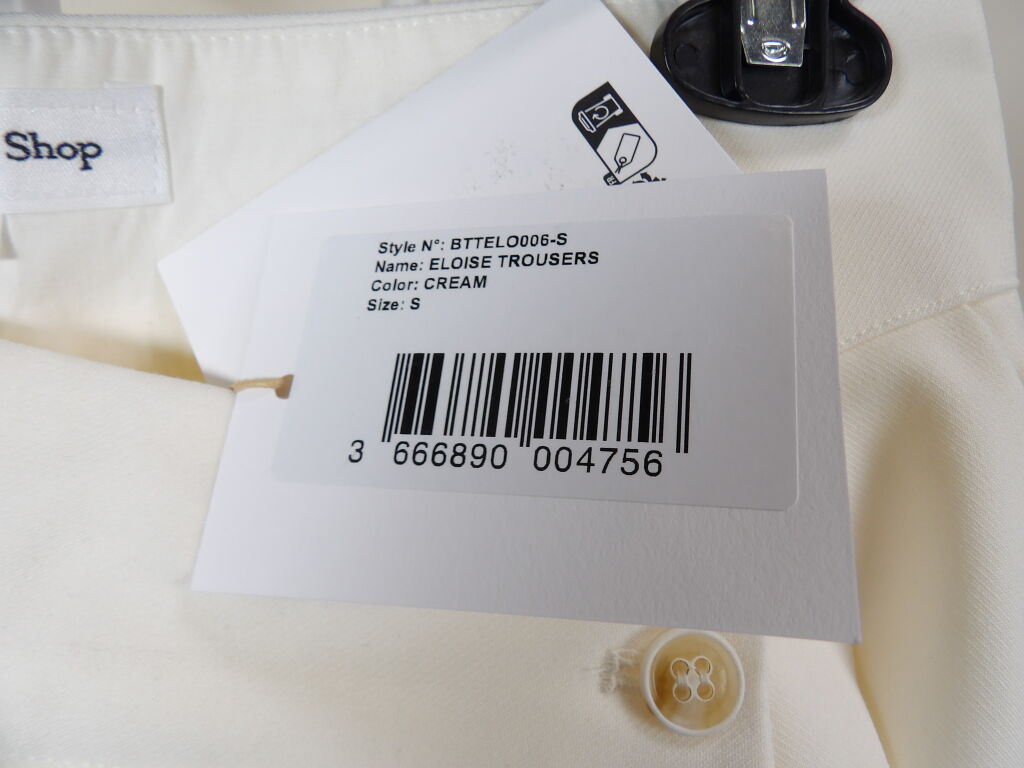 Shop
Style N°: BTTELO006-S
Name: ELOISE TROUSERS
Color: CREAM
Size: S
3 666890 004756